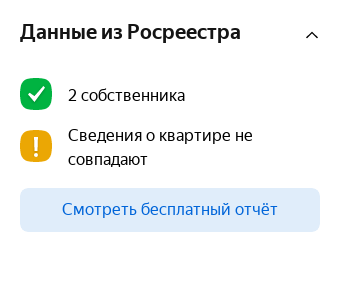 Данные из Росреестра
2 собственника
Сведения о квартире не
совпадают
Смотреть бесплатный отчёт